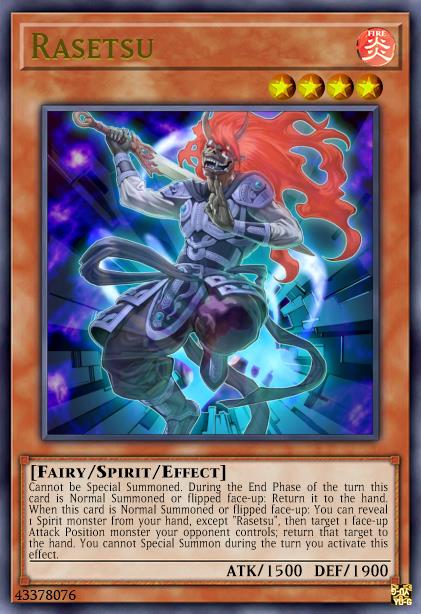 Rasetsu
FIRE
炎
[Fairy/Spirit/Effect]
Cannot be Special Summoned. During the End Phase of the turn this
card is Normal Summoned or flipped face-up: Return it to the hand.
When this card is Normal Summoned or flipped face-up: You can reveal
1 Spirit monster from your hand, except "Rasetsu", then target 1 face-up
Attack Position monster your opponent controls; return that target to
the hand. You cannot Special Summon during the turn you activate this
effect.
ATK/1500 DEF/1900
43378076